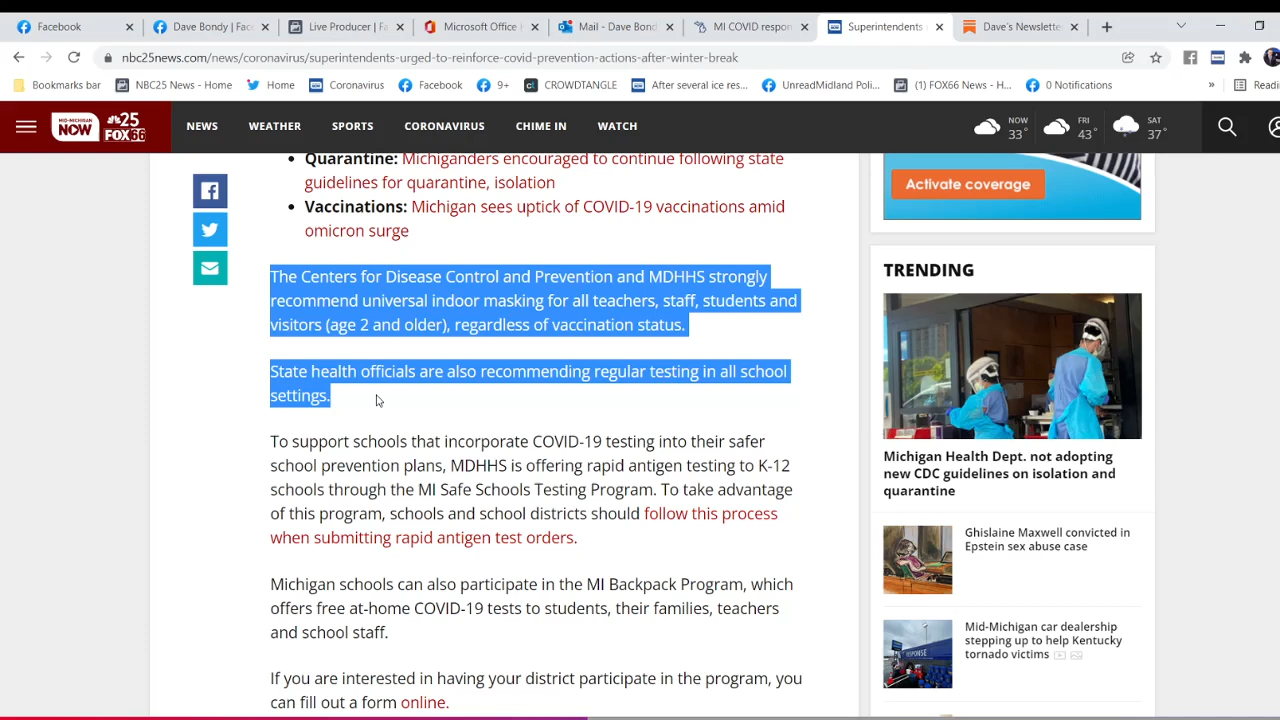 Facebook
Dave Bondy | Fac
Live Producer | Fa
Microsoft Office
Mail - Dave Bond
MI COVID respon
Superintendents
Dave's Newslette
nbc25news.com/news/coronavirus/superintendents-urged-to-reinforce-covid-prevention-actions-after-winter-break
Bookmarks bar
NBC25 News - Home
Home
Coronavirus
Facebook
9+
CROWDTANGLE
After several ice res...
UnreadMidland Poli...
(1) FOX66 News - H...
0 Notifications
»
Readi
MID-MICHIGAN
NOW
25
FOX66
NEWS
WEATHER
SPORTS
CORONAVIRUS
CHIME IN
WATCH
NOW
33°
FRI
43°
SAT
37°
• Quarantine: Michiganders encouraged to continue following state
guidelines for quarantine, isolation
• Vaccinations: Michigan sees uptick of COVID-19 vaccinations amid
omicron surge
The Centers for Disease Control and Prevention and MDHHS strongly
recommend universal indoor masking for all teachers, staff, students and
visitors (age 2 and older), regardless of vaccination status.
State health officials are also recommending regular testing in all school
settings.
To support schools that incorporate COVID-19 testing into their safer
school prevention plans, MDHHS is offering rapid antigen testing to K-12
schools through the MI Safe Schools Testing Program. To take advantage
of this program, schools and school districts should follow this process
when submitting rapid antigen test orders.
Michigan schools can also participate in the MI Backpack Program, which
offers free at-home COVID-19 tests to students, their families, teachers
and school staff.
If you are interested in having your district participate in the program, you
can fill out a form online.
Activate coverage
TRENDING
Michigan Health Dept. not adopting
new CDC guidelines on isolation and
quarantine
Ghislaine Maxwell convicted in
Epstein sex abuse case
Mid-Michigan car dealership
stepping up to help Kentucky
tornado victims